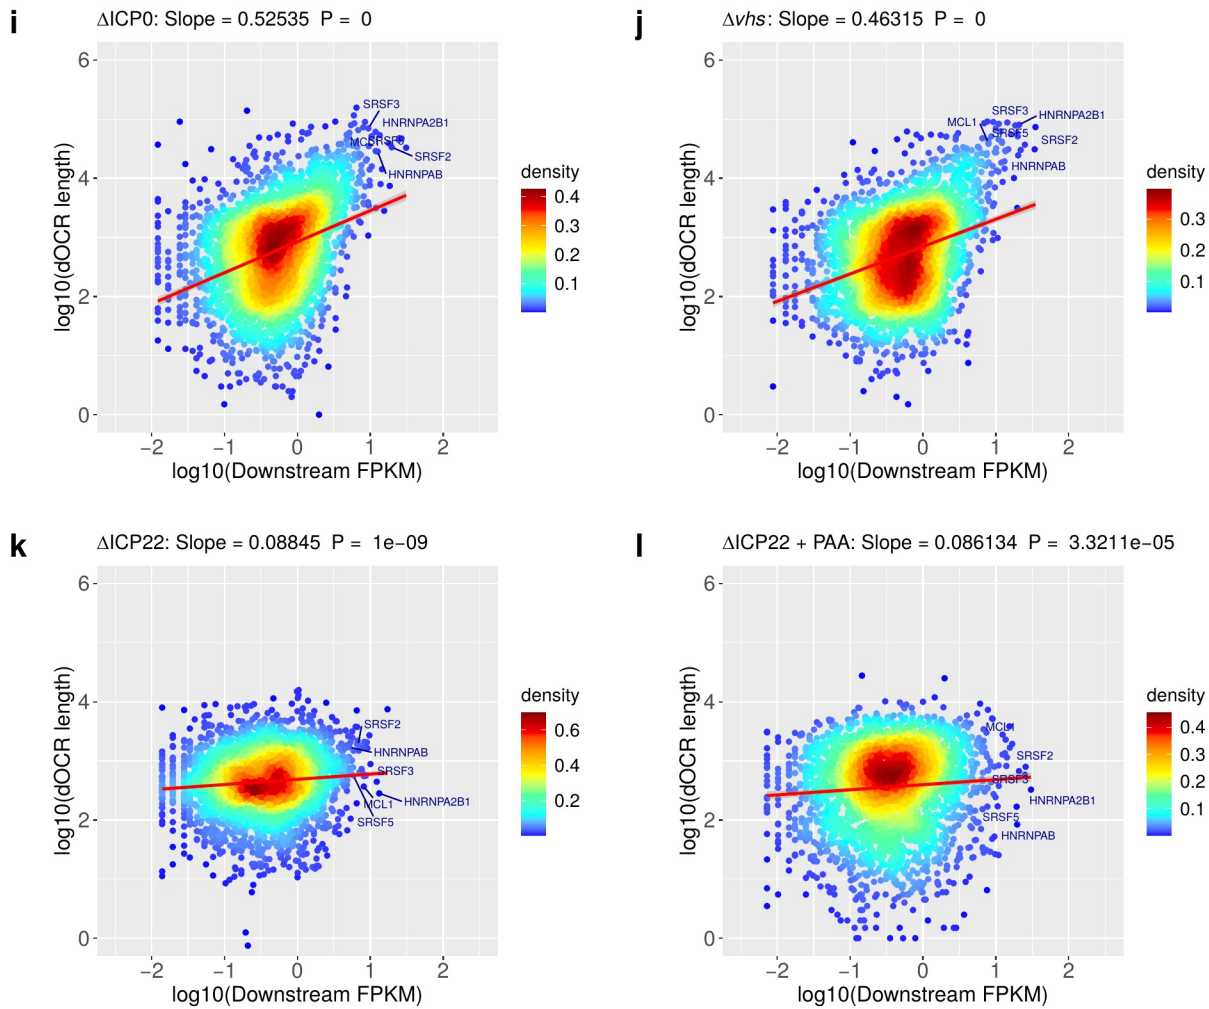 i
ΔICP0: Slope = 0.52535 P = 0
6
4
2
0
log10(dOCR length)
SRSF3
HNRNPA2B1
MCL1
SRSF5
SRSF2
HNRNPAB
−2 −1 0 1 2
log10(Downstream FPKM)
density
0.4
0.3
0.2
0.1
j
Δvhs: Slope = 0.46315 P = 0
6
4
2
0
log10(dOCR length)
SRSF3
HNRNPA2B1
MCL1
SRSF5
SRSF2
HNRNPAB
−2 −1 0 1 2
log10(Downstream FPKM)
density
0.3
0.2
0.1
k
ΔICP22: Slope = 0.08845 P = 1e−09
6
4
2
0
log10(dOCR length)
SRSF2
HNRNPAB
SRSF3
MCL1
HNRNPA2B1
SRSF5
−2 −1 0 1 2
log10(Downstream FPKM)
density
0.6
0.4
0.2
l
ΔICP22 + PAA: Slope = 0.086134 P = 3.3211e−05
6
4
2
0
log10(dOCR length)
MCL1
SRSF2
SRSF3
HNRNPA2B1
SRSF5
HNRNPAB
−2 −1 0 1 2
log10(Downstream FPKM)
density
0.4
0.3
0.2
0.1